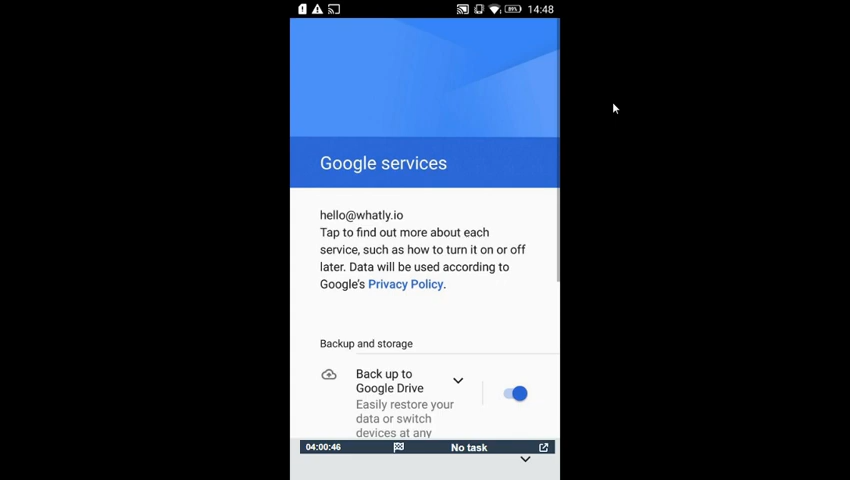 89% 14:48
Google services
hello@whatly.io
Tap to find out more about each
service, such as how to turn it on or off
later. Data will be used according to
Google's Privacy Policy.
Backup and storage
Back up to
Google Drive
Easily restore your
data or switch
devices at any
04:00:46 No task